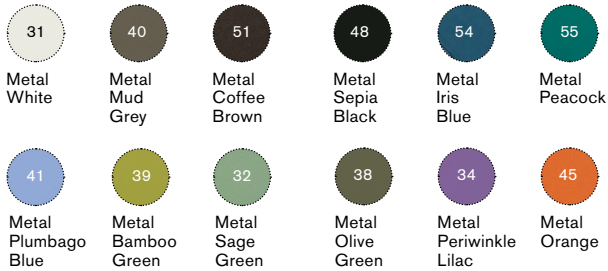 31 40 51 48 54 55
Metal Metal Metal Metal Metal Metal
White Mud Coffee Sepia Iris Peacock
Grey Brown Black Blue
41 39 32 38 34 45
Metal Metal Metal Metal Metal Metal
Plumbago Bamboo Sage Olive Periwinkle Orange
Blue Green Green Green Lilac